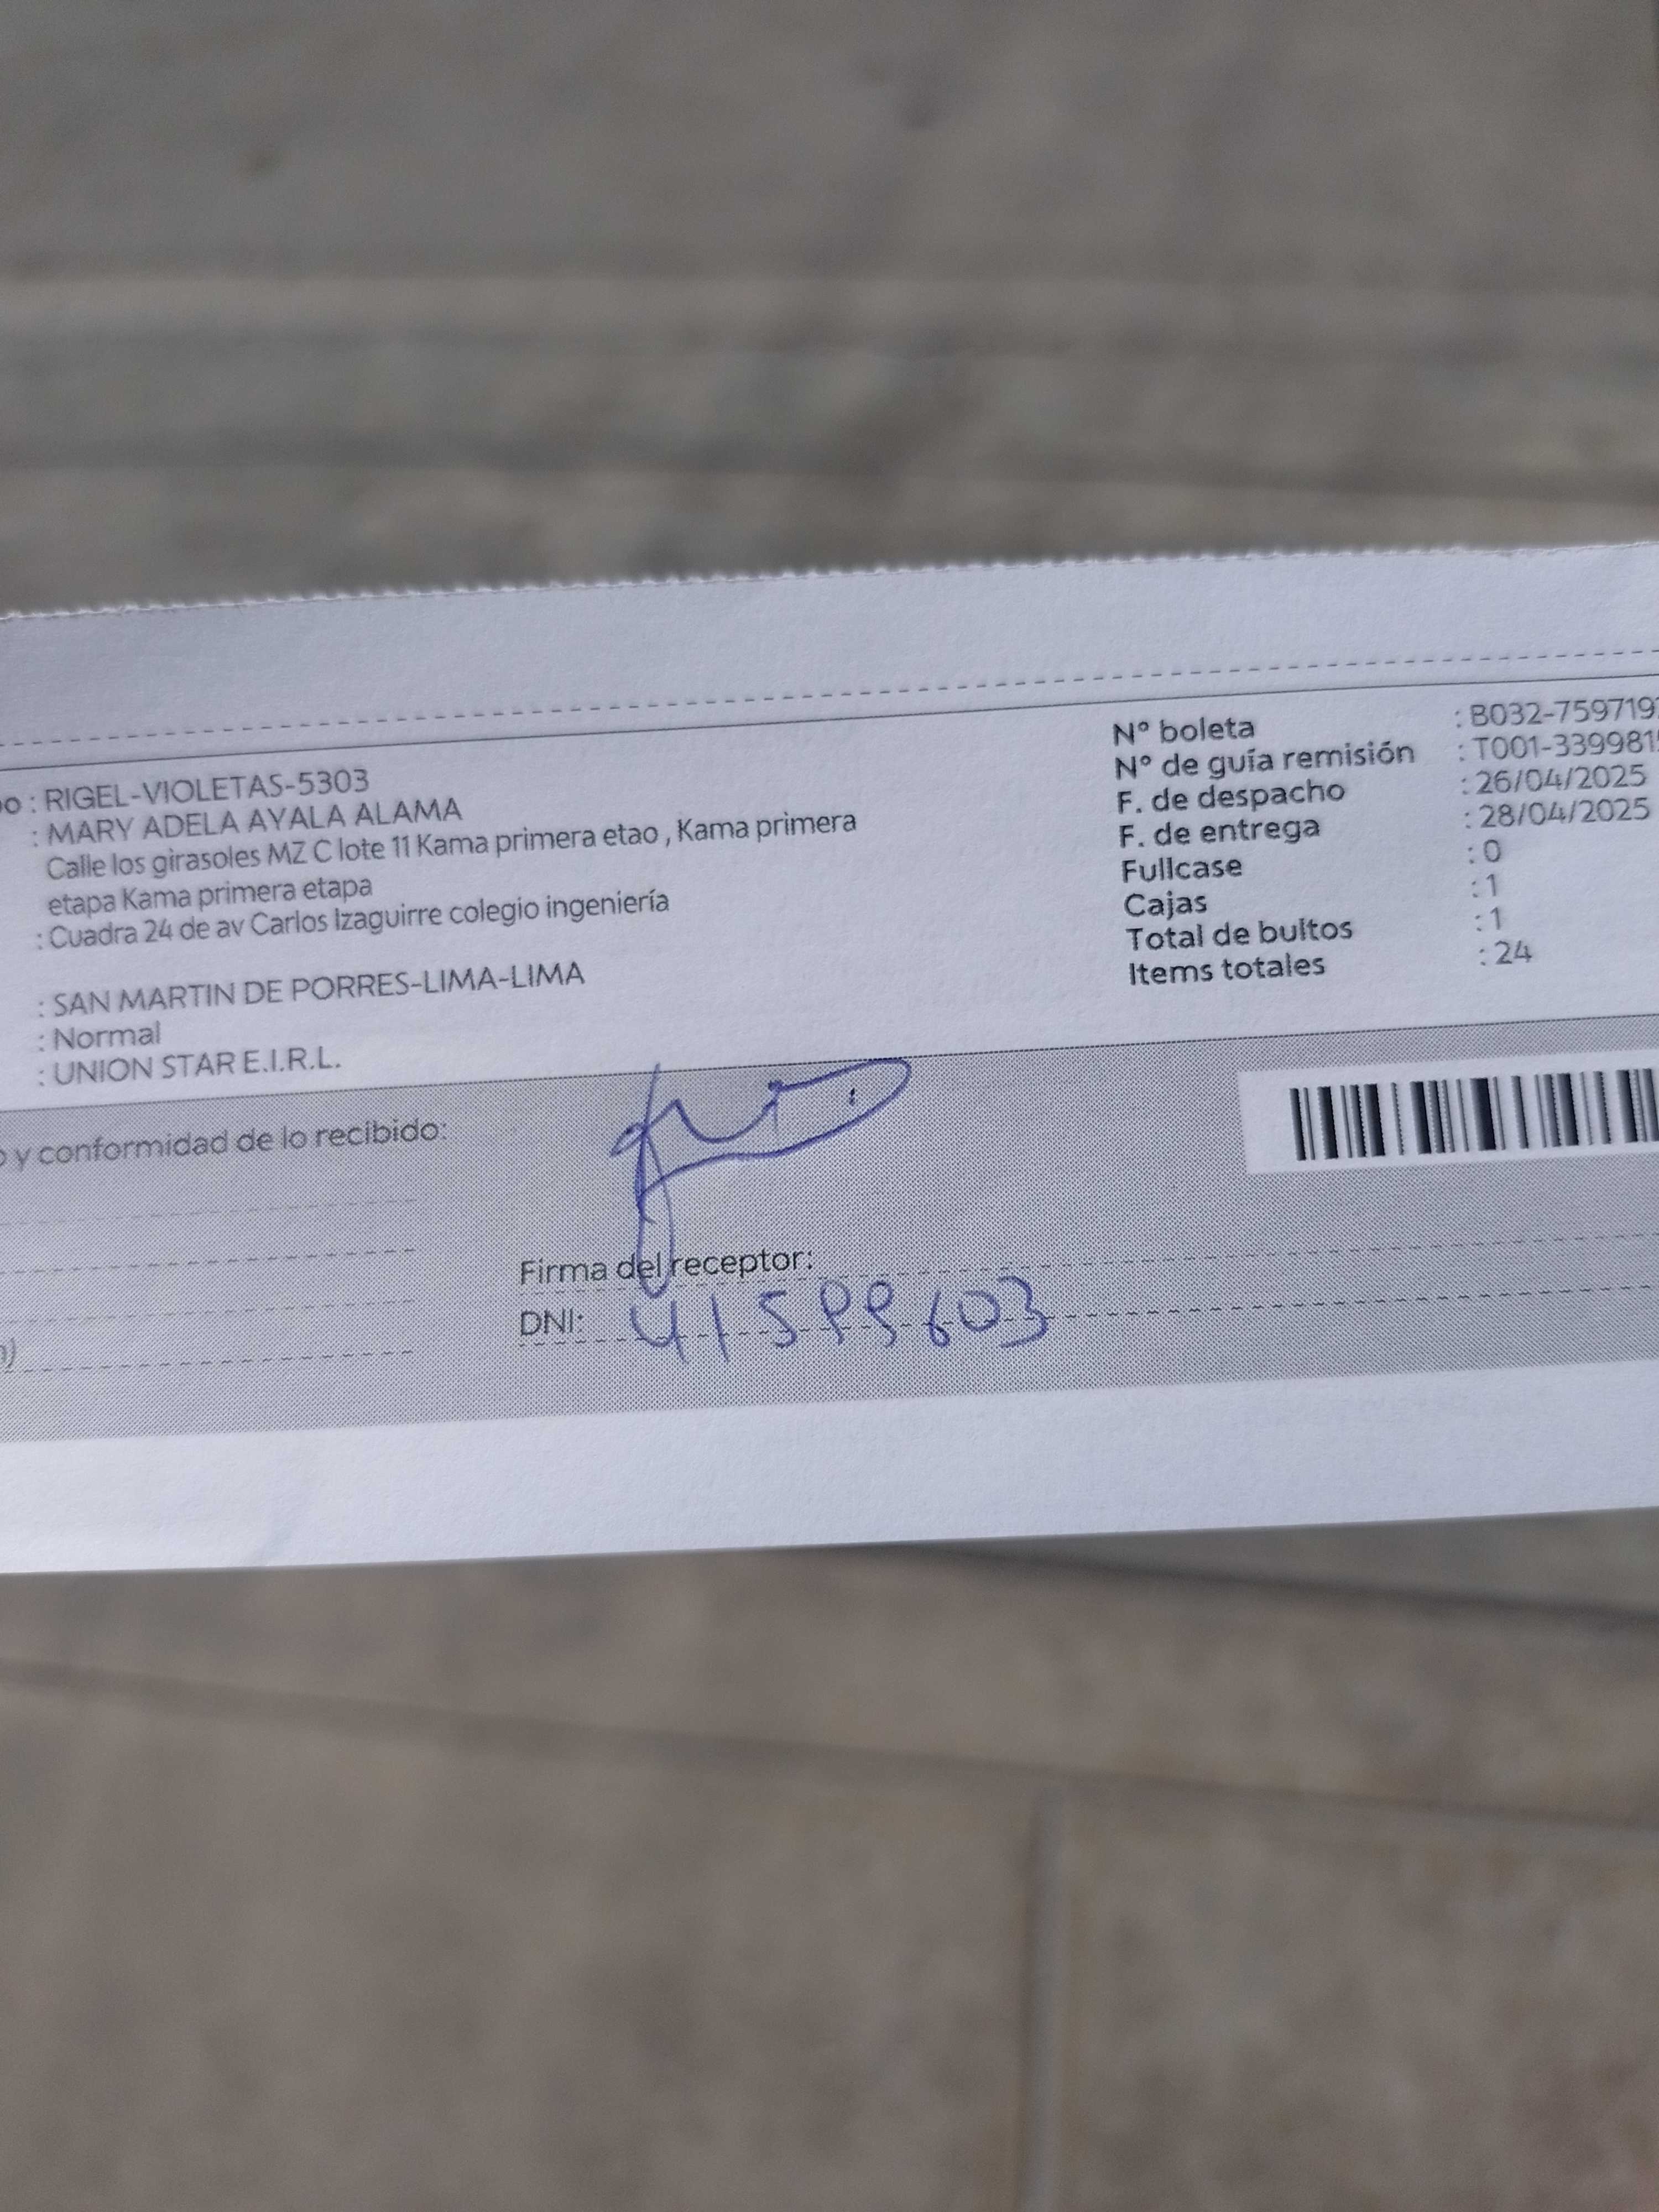 : RIGEL-VIOLETAS-5303
: MARY ADELA AYALA ALAMA
Calle los girasoles MZ C lote 11 Kama primera etao , Kama primera
etapa Kama primera etapa
: Cuadra 24 de av Carlos Izaguirre colegio ingeniería
: SAN MARTIN DE PORRES-LIMA-LIMA
: Normal
: UNION STAR E.I.R.L.
N° boleta : B032-759719
N° de guía remisión : T001-339981
F. de despacho : 26/04/2025
F. de entrega : 28/04/2025
Fullcase : 0
Cajas : 1
Total de bultos : 1
Items totales : 24
y conformidad de lo recibido:
Firma del receptor:
DNI: 41599603